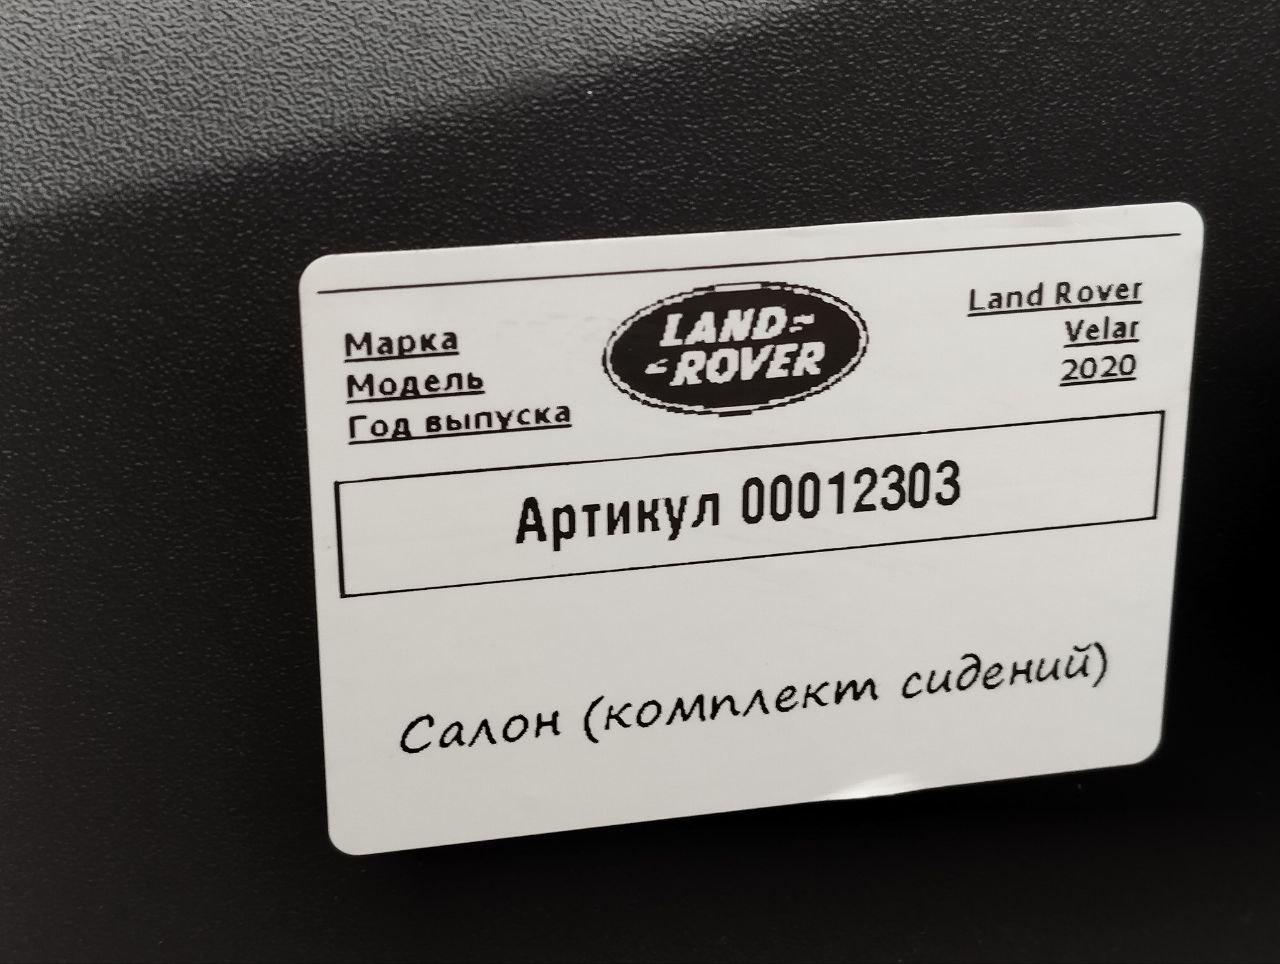 Марка
Модель
Год выпуска
LAND
ROVER
Land Rover
Velar
2020
Артикул 00012303
Салон (комплект сидений)